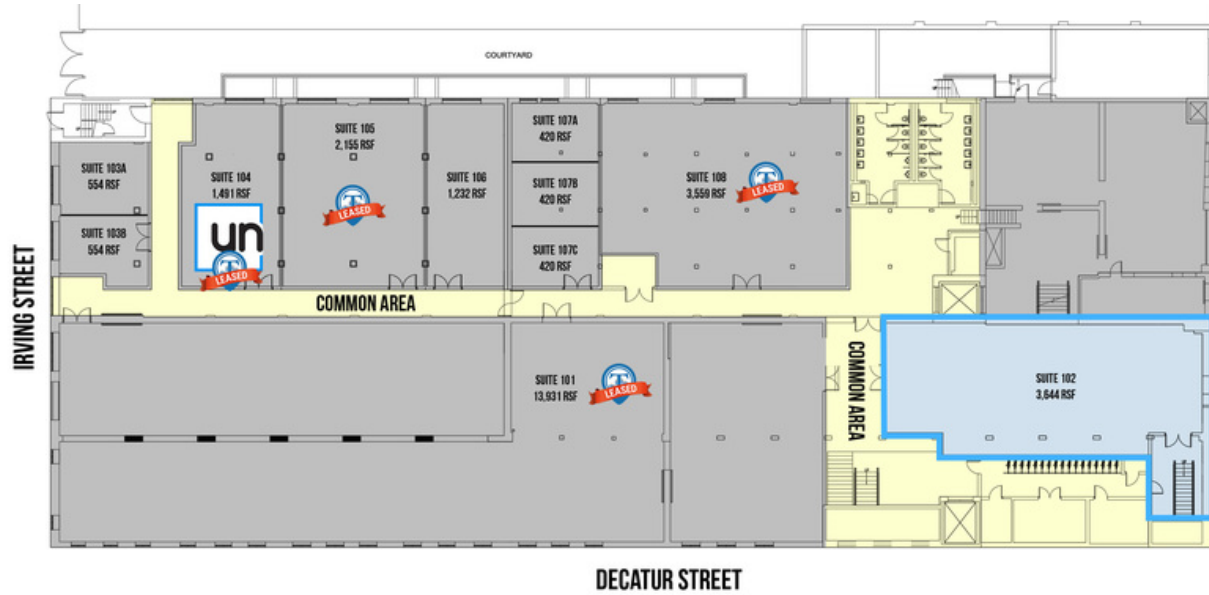 COURTYARD
SUITE 105
2,155 RSF
SUITE 107A
420 RSF
SUITE 103A
554 RSF
SUITE 104
1,491 RSF
SUITE 106
1,232 RSF
SUITE 107B
420 RSF
SUITE 108
3,559 RSF
LEASED
LEASED
SUITE 103B
554 RSF
un
SUITE 107C
420 RSF
LEASED
COMMON AREA
IRVING STREET
SUITE 101
13,931 RSF
LEASED
COMMON AREA
SUITE 102
3,644 RSF
DECATUR STREET